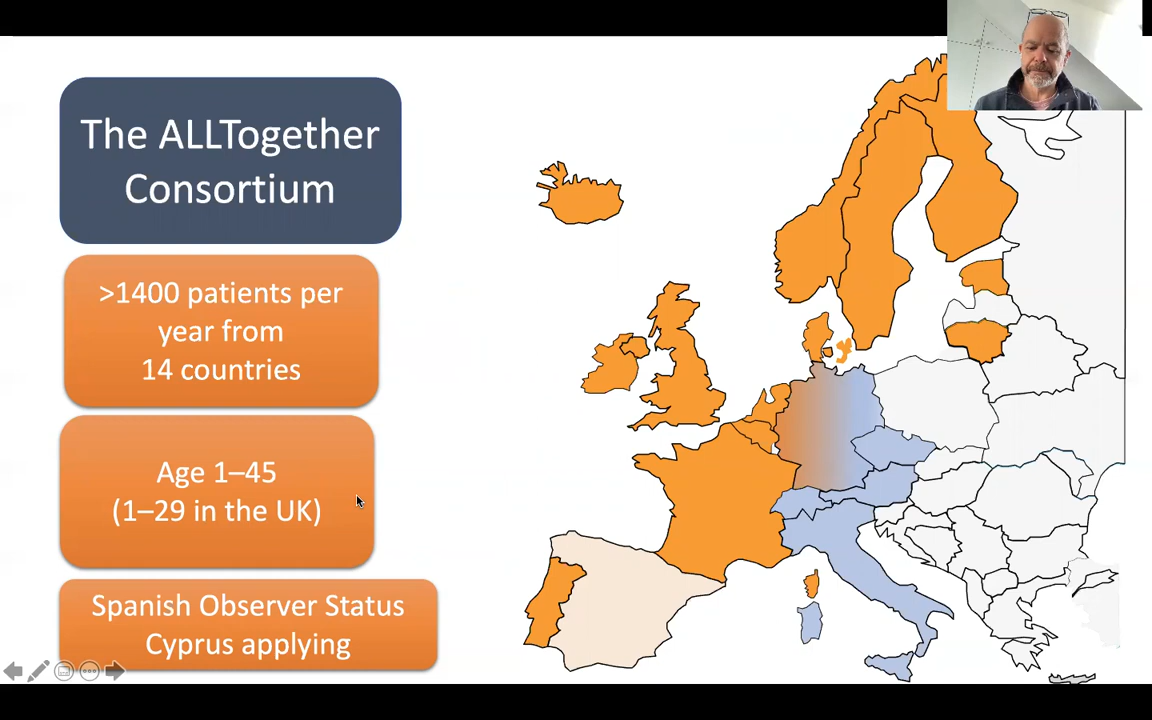 The ALLTogether
Consortium
>1400 patients per
year from
14 countries
Age 1–45
(1–29 in the UK)
Spanish Observer Status
Cyprus applying